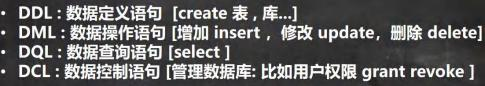 • DDL : 数据定义语句 [create 表 , 库...]
• DML : 数据操作语句 [增加 insert ，修改 update，删除 delete]
• DQL : 数据查询语句 [select ]
• DCL : 数据控制语句 [管理数据库: 比如用户权限 grant revoke ]